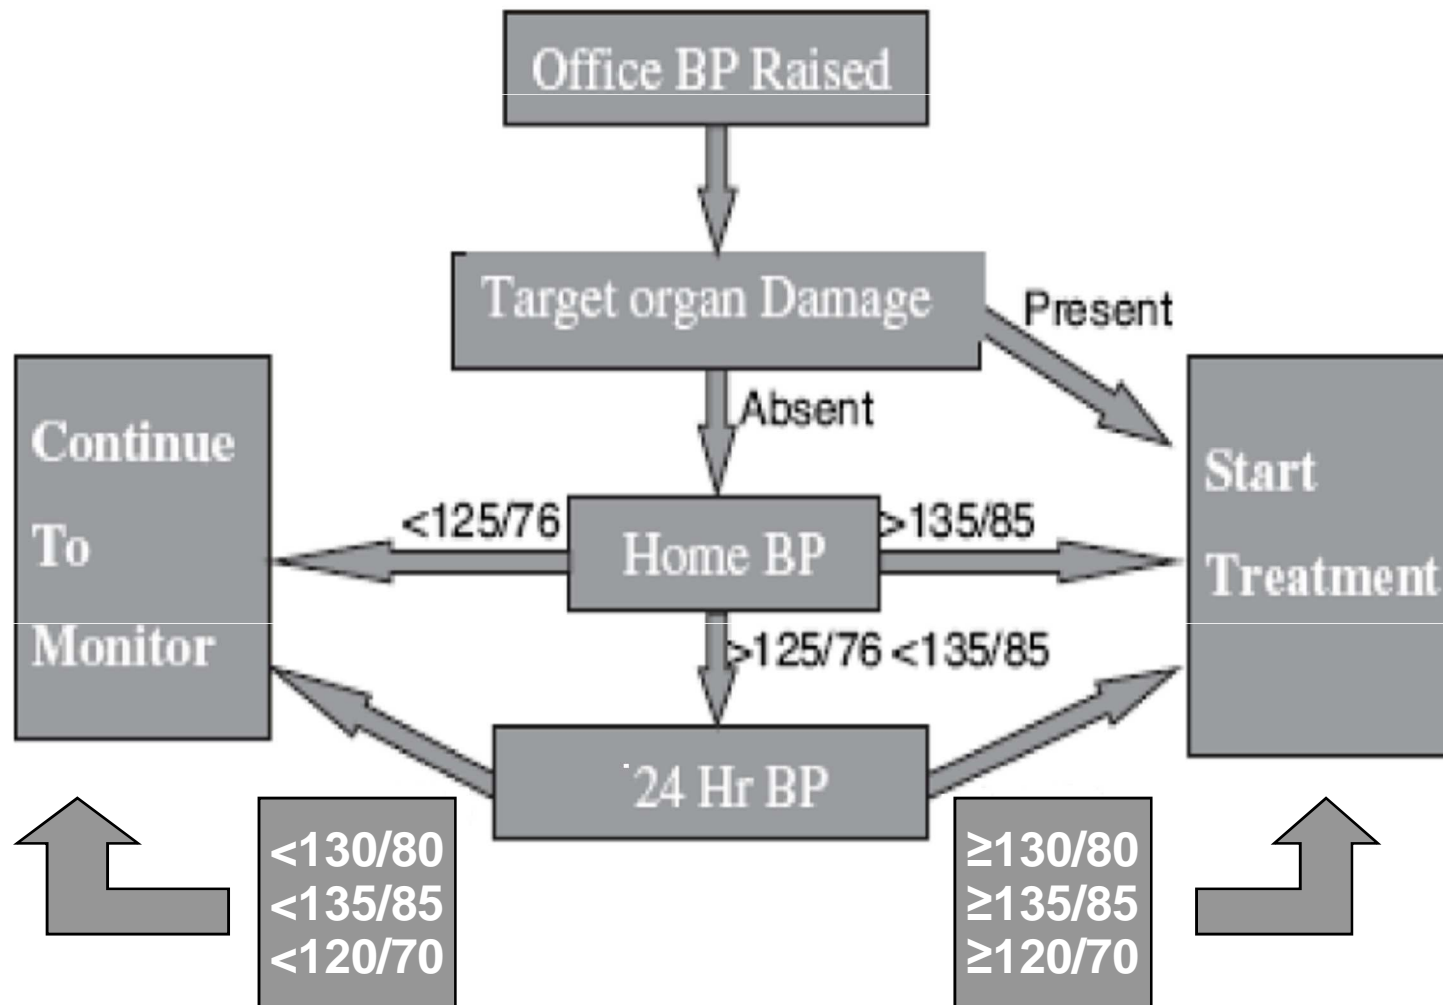 Office BP Raised
Target organ Damage
Present
Absent
Continue
To
Monitor
<125/76
Home BP
>135/85
Start
Treatment
>125/76 <135/85
24 Hr BP
<130/80
<135/85
<120/70
≥130/80
≥135/85
≥120/70